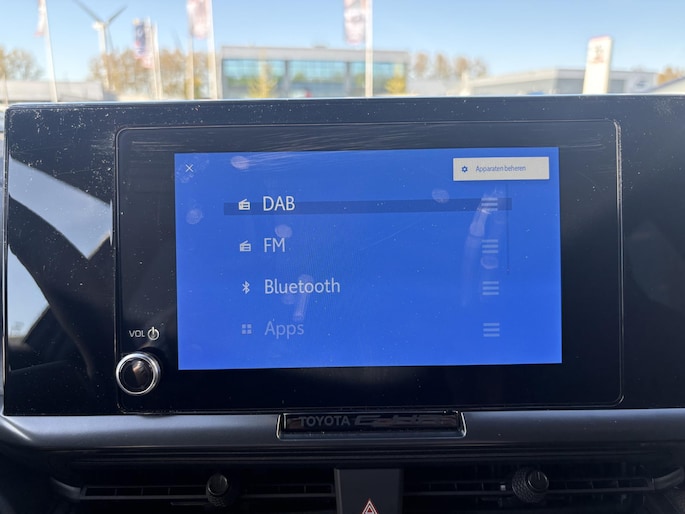 Apparaten beheren
DAB
FM
Bluetooth
Apps
VOL
TOYOTA